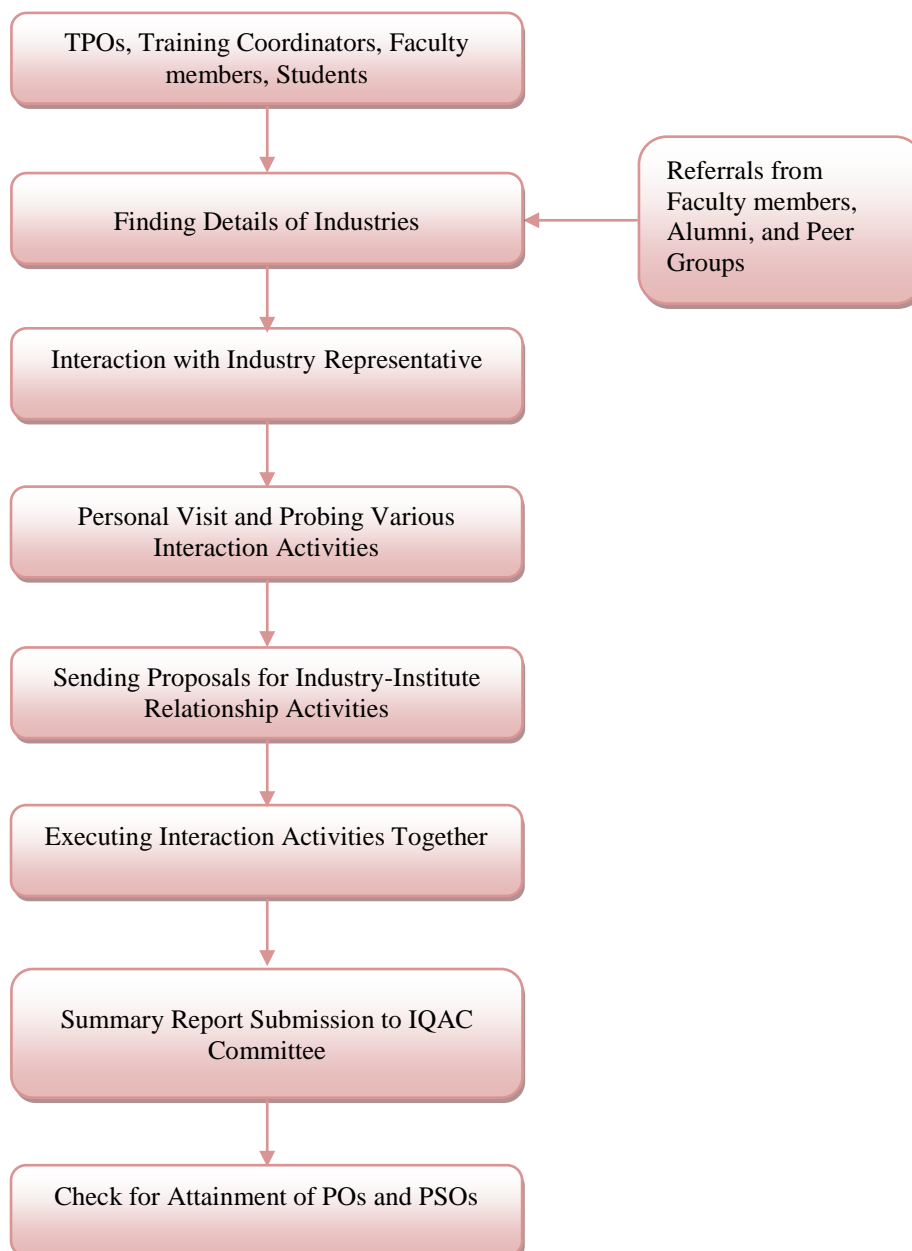 TPOs, Training Coordinators, Faculty
members, Students
Finding Details of Industries
Referrals from
Faculty members,
Alumni, and Peer
Groups
Interaction with Industry Representative
Personal Visit and Probing Various
Interaction Activities
Sending Proposals for Industry-Institute
Relationship Activities
Executing Interaction Activities Together
Summary Report Submission to IQAC
Committee
Check for Attainment of POs and PSOs